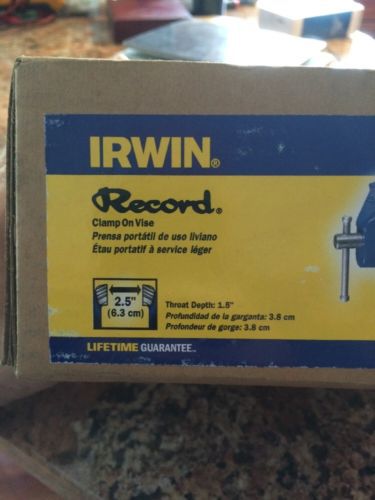 IRWIN®
Record®
Clamp On Vise
Prensa portátil de uso liviano
Étau portatif à service léger
2.5"
(6.3 cm)
Throat Depth: 1.5"
Profundidad de la garganta: 3.8 cm
Profondeur de gorge: 3.8 cm
LIFETIME GUARANTEE™